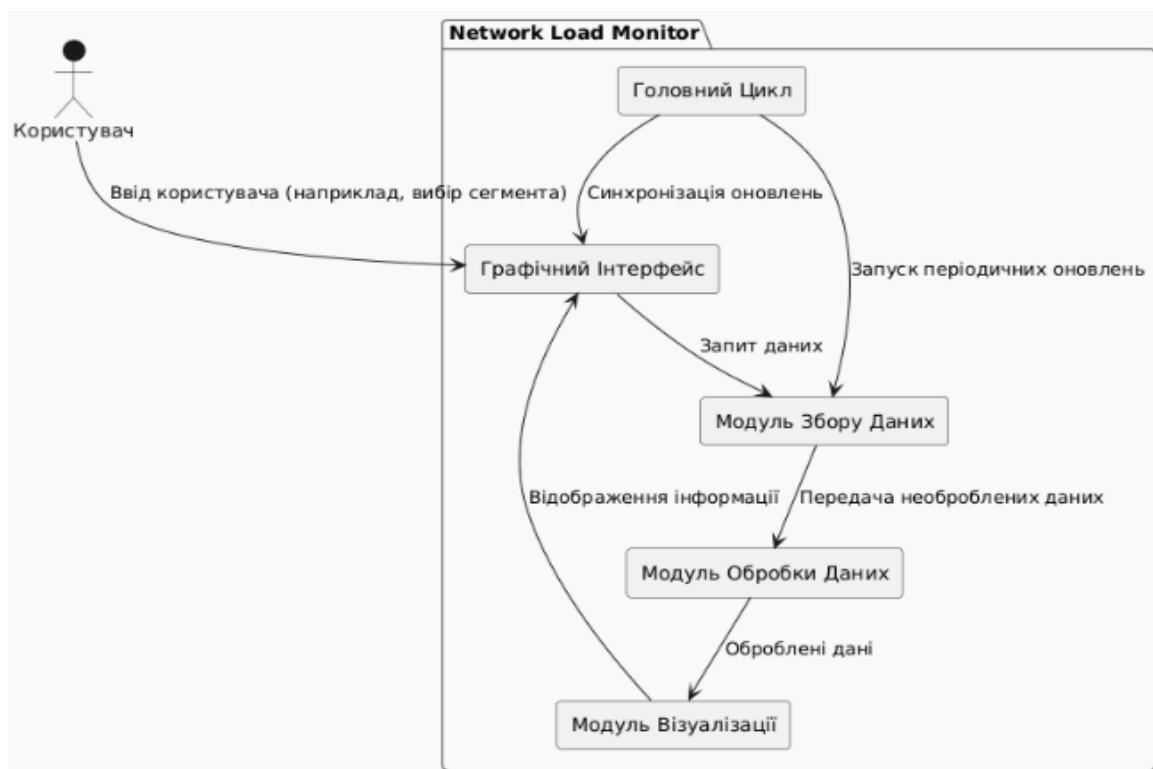 Network Load Monitor
Головний Цикл
Користувач
Ввід користувача (наприклад, вибір сегмента)
Синхронізація оновлень
Графічний Інтерфейс
Запуск періодичних оновлень
Запит даних
Модуль Збору Даних
Відображення інформації
Передача необроблених даних
Модуль Обробки Даних
Оброблені дані
Модуль Візуалізації